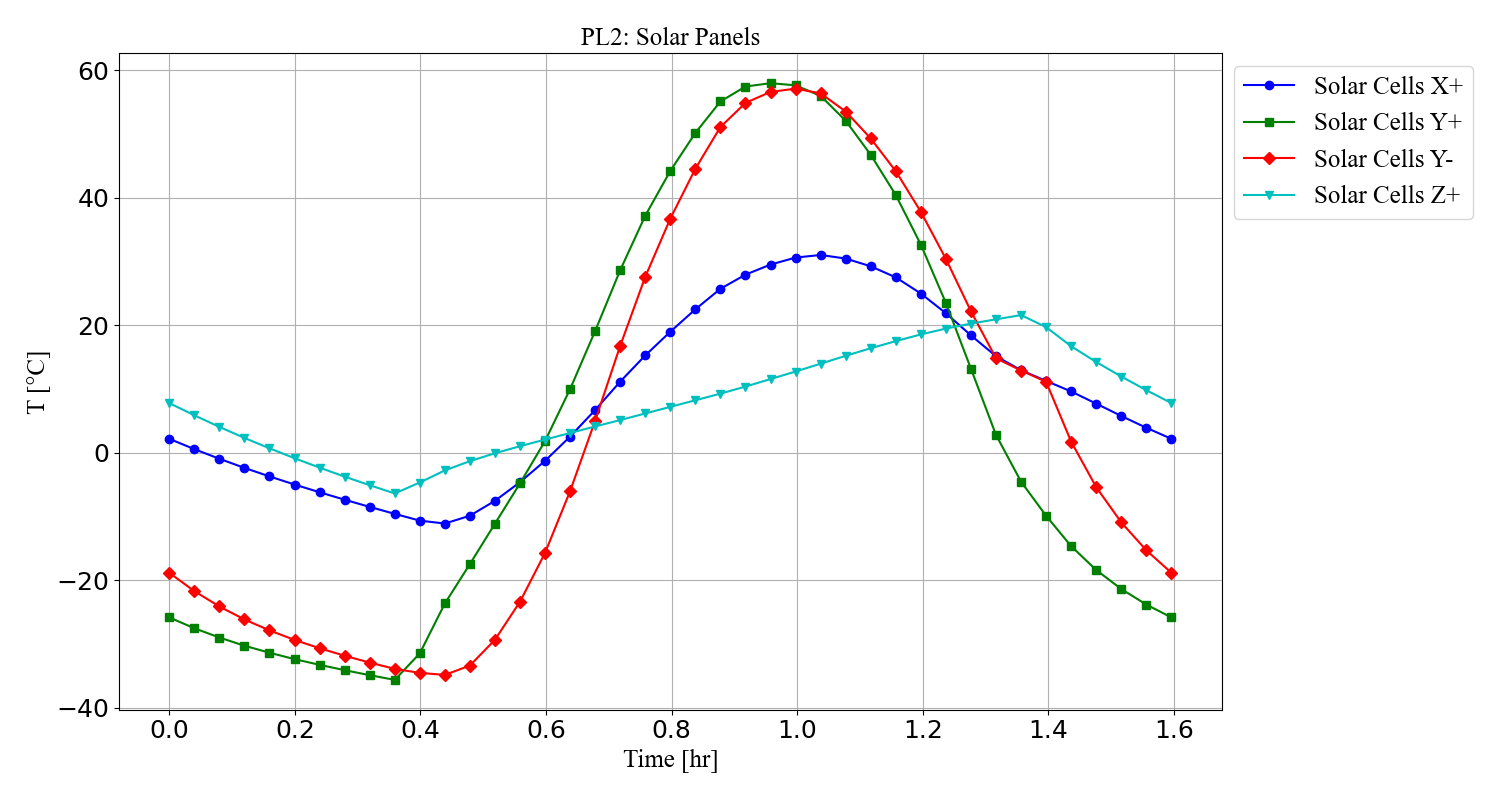 PL2: Solar Panels
60
40
20
0
−20
−40
T [°C]
0.0 0.2 0.4 0.6 0.8 1.0 1.2 1.4 1.6
Time [hr]
Solar Cells X+
Solar Cells Y+
Solar Cells Y-
Solar Cells Z+